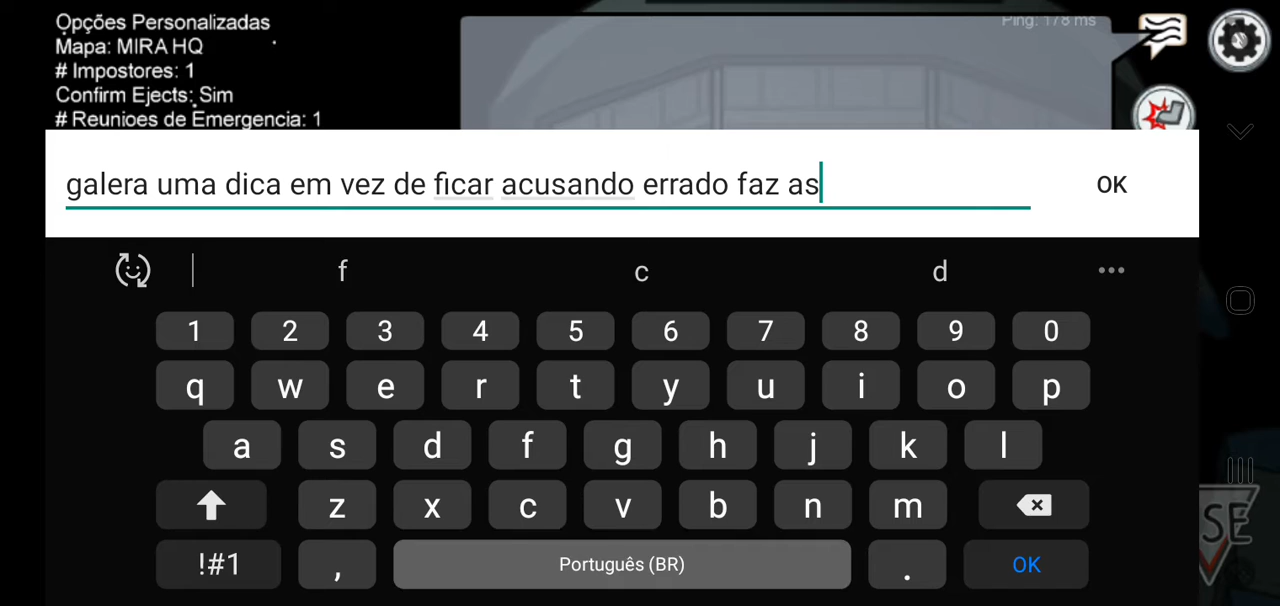 Opções Personalizadas
Ping: 178 ms
Mapa: MIRA HQ
# Impostores: 1
Confirm Ejects: Sim
# Reunioes de Emergencia: 1
galera uma dica em vez de ficar acusando errado faz as
OK
f c d
1 2 3 4 5 6 7 8 9 0
q w e r t y u i o p
a s d f g h j k l
z x c v b n m
!#1 , Português (BR) . OK
SE